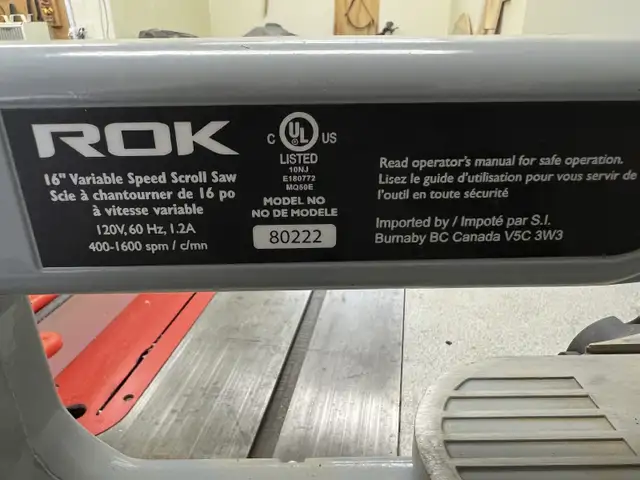 ROK
16" Variable Speed Scroll Saw
Scie à chantourner de 16 po
à vitesse variable
120V, 60 Hz, 1.2A
400-1600 spm / c/mn
C UL US
LISTED
10NJ
E180772
MQ50E
MODEL NO
NO DE MODELE
80222
Read operator's manual for safe operation.
Lisez le guide d'utilisation pour vous servir de
l'outil en toute sécurité
Imported by / Impoté par S.I.
Burnaby BC Canada V5C 3W3